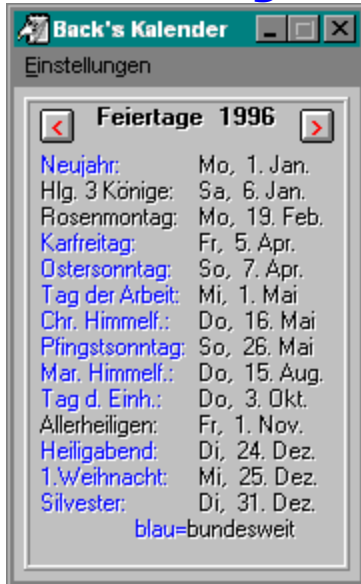 Back's Kalender
Einstellungen
< Feiertage 1996 >
Neujahr: Mo, 1. Jan.
Hlg. 3 Könige: Sa, 6. Jan.
Rosenmontag: Mo, 19. Feb.
Karfreitag: Fr, 5. Apr.
Ostersonntag: So, 7. Apr.
Tag der Arbeit: Mi, 1. Mai
Chr. Himmelf.: Do, 16. Mai
Pfingstsonntag: So, 26. Mai
Mar. Himmelf.: Do, 15. Aug.
Tag d. Einh.: Do, 3. Okt.
Allerheiligen: Fr, 1. Nov.
Heiligabend: Di, 24. Dez.
1.Weihnacht: Mi, 25. Dez.
Silvester: Di, 31. Dez.
blau=bundesweit